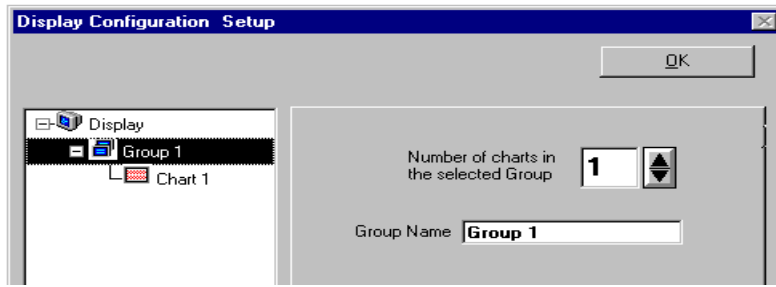 Display Configuration Setup
OK
Display
Group 1
Chart 1
Number of charts in
the selected Group
1
Group Name
Group 1